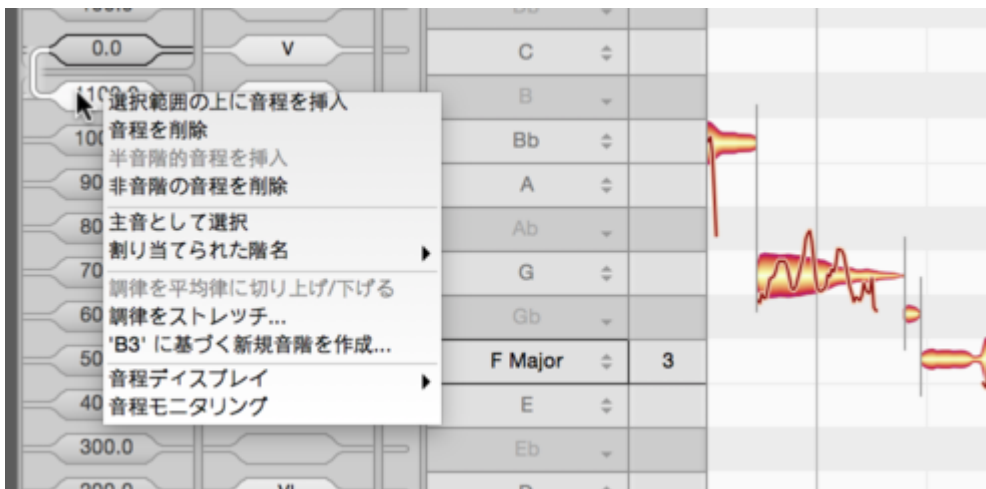 0.0 V C
B
選択範囲の上に音程を挿入
音程を削除 Bb
半音階的音程を挿入
非音階の音程を削除 A
主音として選択 Ab
割り当てられた階名
G
調律を平均律に切り上げ/下げる
調律をストレッチ... Gb
'B3' に基づく新規音階を作成...
F Major 3
音程ディスプレイ
音程モニタリング E
300.0 Eb